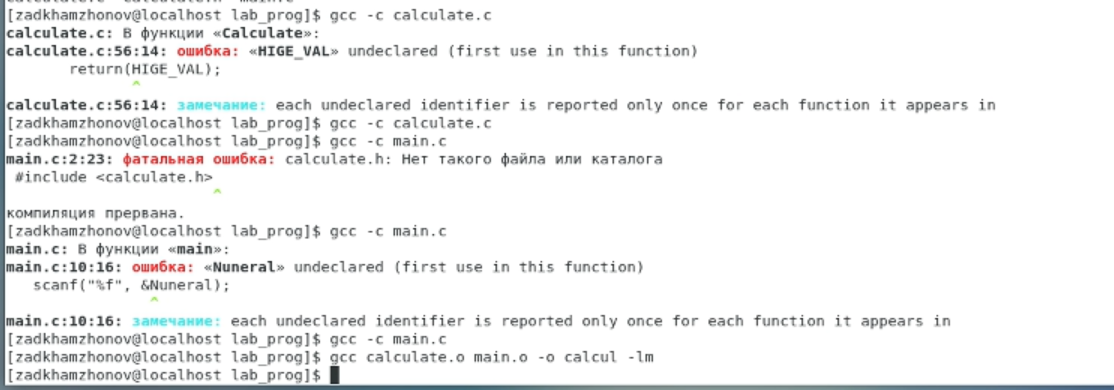 [zadkhamzhonov@localhost lab_prog]$ gcc -c calculate.c
calculate.c: В функции «Calculate»:
calculate.c:56:14: ошибка: «HIGE_VAL» undeclared (first use in this function)
return(HIGE_VAL);
^
calculate.c:56:14: замечание: each undeclared identifier is reported only once for each function it appears in
[zadkhamzhonov@localhost lab_prog]$ gcc -c calculate.c
[zadkhamzhonov@localhost lab_prog]$ gcc -c main.c
main.c:2:23: фатальная ошибка: calculate.h: Нет такого файла или каталога
#include <calculate.h>
^
компиляция прервана.
[zadkhamzhonov@localhost lab_prog]$ gcc -c main.c
main.c: В функции «main»:
main.c:10:16: ошибка: «Nuneral» undeclared (first use in this function)
scanf("%f", &Nuneral);
^
main.c:10:16: замечание: each undeclared identifier is reported only once for each function it appears in
[zadkhamzhonov@localhost lab_prog]$ gcc -c main.c
[zadkhamzhonov@localhost lab_prog]$ gcc calculate.o main.o -o calcul -lm
[zadkhamzhonov@localhost lab_prog]$